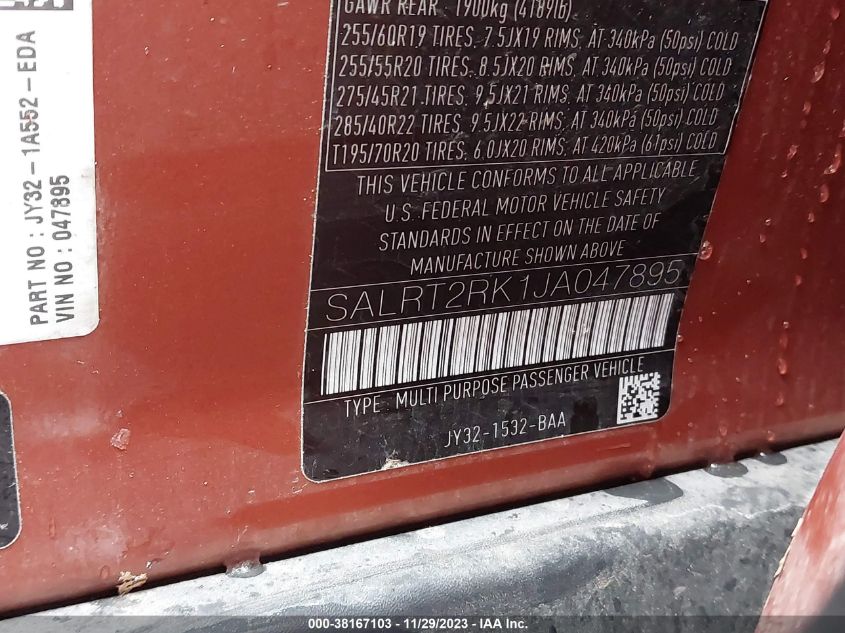 GAWR REAR 1900kg (4189lb)
255/60R19 TIRES, 7.5JX19 RIMS, AT 340kPa (50psi) COLD
255/55R20 TIRES, 8.5JX20 RIMS, AT 340kPa (50psi) COLD
275/45R21 TIRES, 9.5JX21 RIMS, AT 340kPa (50psi) COLD
285/40R22 TIRES, 9.5JX22 RIMS, AT 340kPa (50psi) COLD
T195/70R20 TIRES, 6.0JX20 RIMS, AT 420kPa (61psi) COLD
THIS VEHICLE CONFORMS TO ALL APPLICABLE
U.S. FEDERAL MOTOR VEHICLE SAFETY
STANDARDS IN EFFECT ON THE DATE OF
MANUFACTURE SHOWN ABOVE
SALRT2RK1JA047895
TYPE: MULTI PURPOSE PASSENGER VEHICLE
JY32-1532-BAA
PART NO : JY32 - 1A552 - EDA
VIN NO : 047895
000-38167103 - 11/29/2023 - IAA Inc.